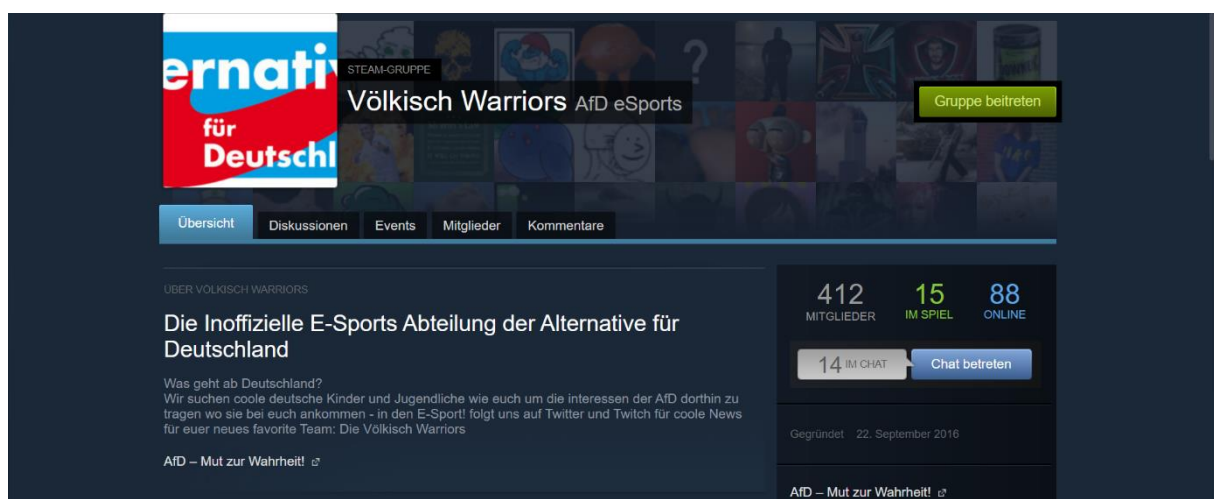 ernativ
für
Deutschl
STEAM-GRUPPE
Völkisch Warriors AfD eSports
Gruppe beitreten
?
Übersicht
Diskussionen
Events
Mitglieder
Kommentare
ÜBER VÖLKISCH WARRIORS
Die Inoffizielle E-Sports Abteilung der Alternative für
Deutschland
Was geht ab Deutschland?
Wir suchen coole deutsche Kinder und Jugendliche wie euch um die interessen der AfD dorthin zu
tragen wo sie bei euch ankommen - in den E-Sport! folgt uns auf Twitter und Twitch für coole News
für euer neues favorite Team: Die Völkisch Warriors
AfD – Mut zur Wahrheit!
412
MITGLIEDER
15
IM SPIEL
88
ONLINE
14 IM CHAT
Chat betreten
Gegründet 22. September 2016
AfD – Mut zur Wahrheit!